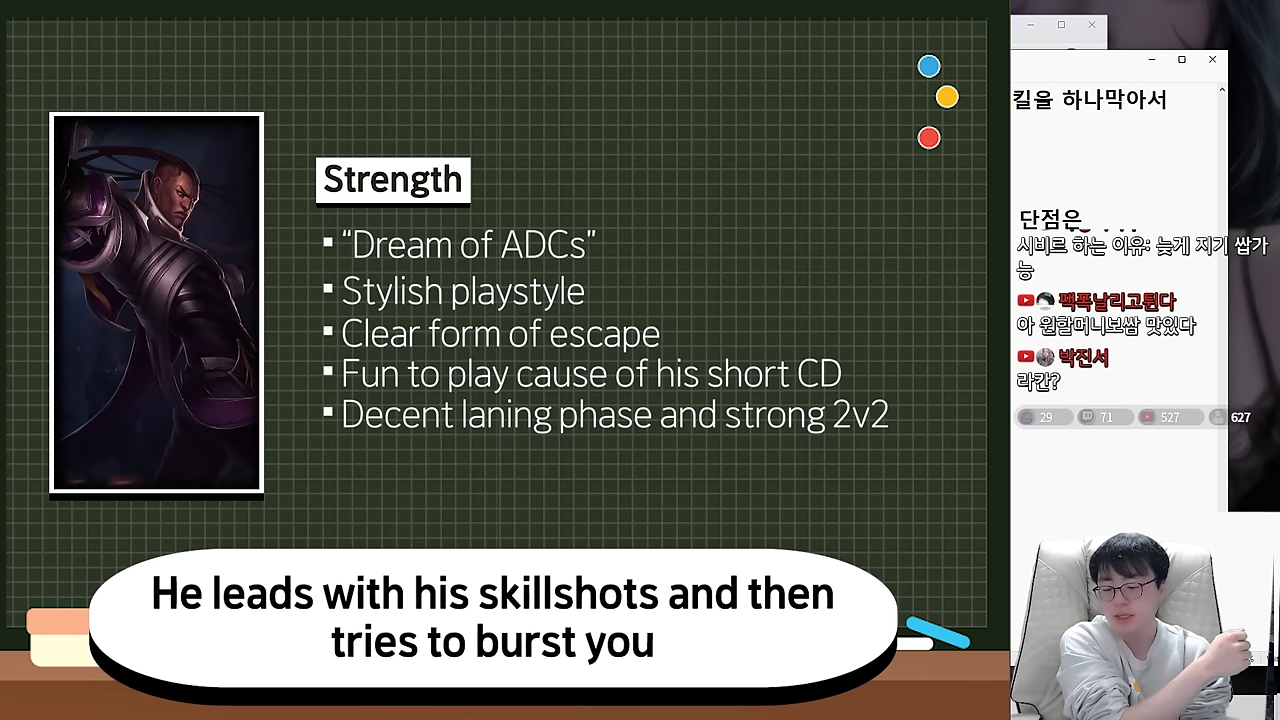 Strength
▪ “Dream of ADCs”
▪ Stylish playstyle
▪ Clear form of escape
▪ Fun to play cause of his short CD
▪ Decent laning phase and strong 2v2
He leads with his skillshots and then
tries to burst you
킬을 하나막아서
단점은
시비르 하는 이유: 늦게 지기 쌉가
능
팩폭날리고튄다
아 원할머니보쌈 맛있다
박진서
라칸?
29 71 527 627